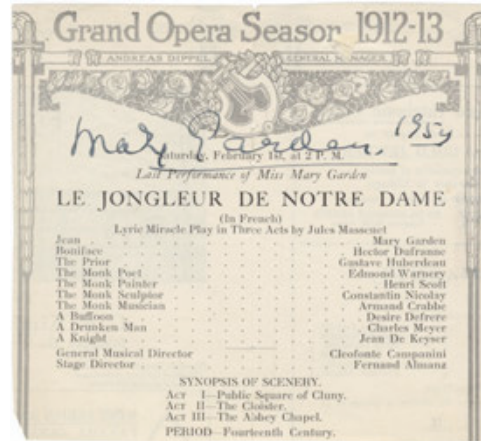 Grand Opera Season 1912-13
ANDREAS DIPPEL GENERAL MANAGER
Mary Garden. 1954
Saturday, February 1st, at 2 P. M.
Last Performance of Miss Mary Garden
LE JONGLEUR DE NOTRE DAME
(In French)
Lyric Miracle Play in Three Acts by Jules Massenet
Jean . . . . . . . . . . Mary Garden
Boniface . . . . . . . . . . Hector Dufranne
The Prior . . . . . . . . . . Gustave Huberdeau
The Monk Poet . . . . . . . . . . Edmond Warnery
The Monk Painter . . . . . . . . . . Henri Scott
The Monk Sculptor . . . . . . . . . . Constantin Nicolay
The Monk Musician . . . . . . . . . . Armand Crabbe
A Buffoon . . . . . . . . . . Desire Defrere
A Drunken Man . . . . . . . . . . Charles Meyer
A Knight . . . . . . . . . . Jean De Keyser
General Musical Director . . . . . . . . . . Cleofonte Campanini
Stage Director . . . . . . . . . . Fernand Almanz
SYNOPSIS OF SCENERY.
ACT I—Public Square of Cluny.
ACT II—The Cloister.
ACT III—The Abbey Chapel.
PERIOD—Fourteenth Century.